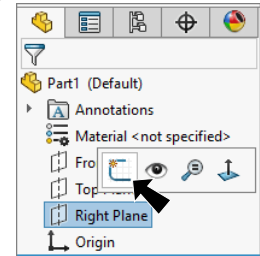 Part1 (Default)
Annotations
Material <not specified>
Fro
Top
Right Plane
Origin